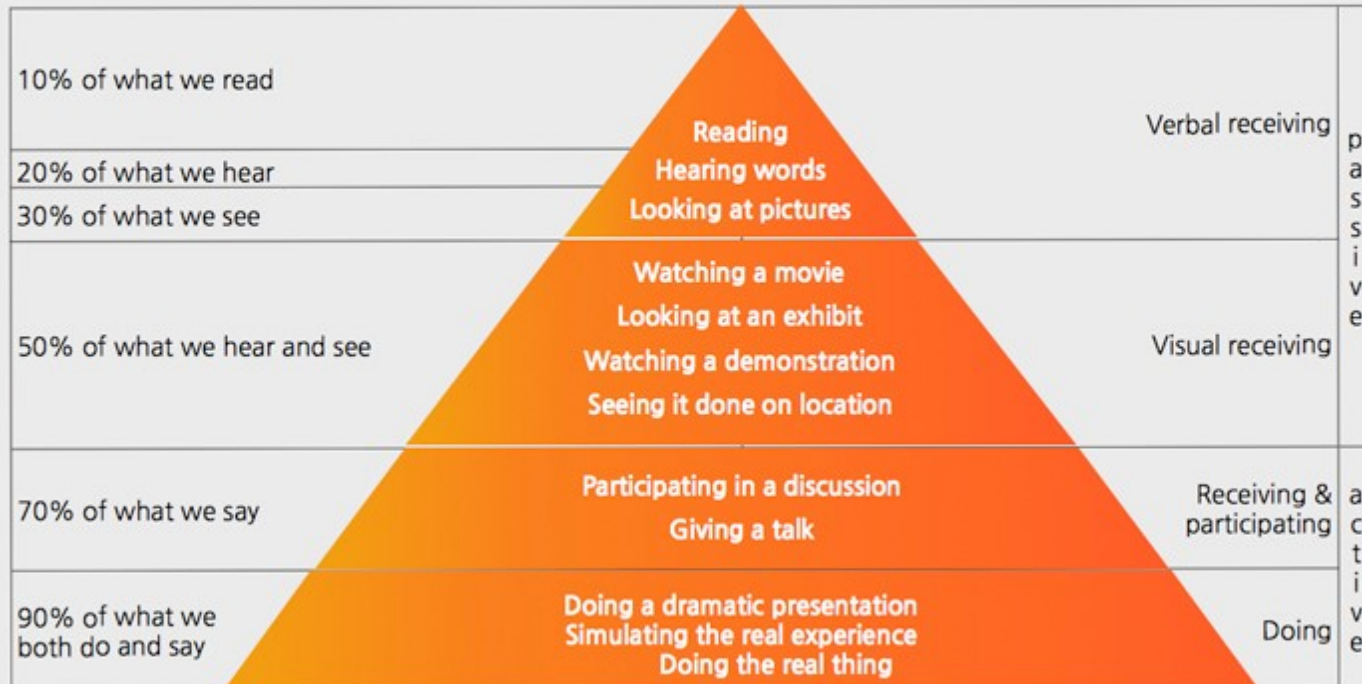 10% of what we read
20% of what we hear
30% of what we see
50% of what we hear and see
70% of what we say
90% of what we
both do and say
Reading
Hearing words
Looking at pictures
Watching a movie
Looking at an exhibit
Watching a demonstration
Seeing it done on location
Participating in a discussion
Giving a talk
Doing a dramatic presentation
Simulating the real experience
Doing the real thing
Verbal receiving
Visual receiving
Receiving &
participating
Doing
passive
active